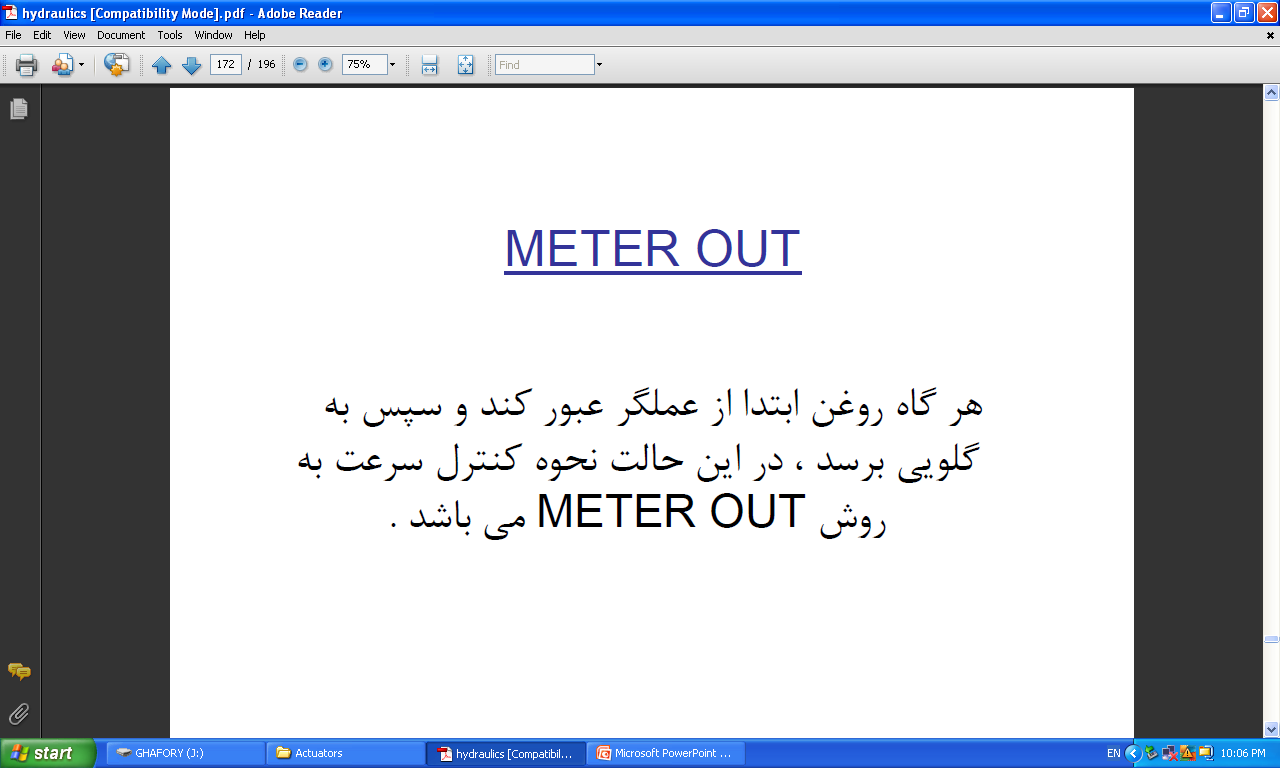 hydraulics [Compatibility Mode].pdf - Adobe Reader
File Edit View Document Tools Window Help
172 / 196 75% Find
METER OUT
هر گاه روغن ابتدا از عملگر عبور کند و سپس به
گلویی برسد ، در این حالت نحوه کنترل سرعت به
روش METER OUT می باشد .
start GHAFORY (J:) Actuators hydraulics [Compatibil... Microsoft PowerPoint ... EN 10:06 PM